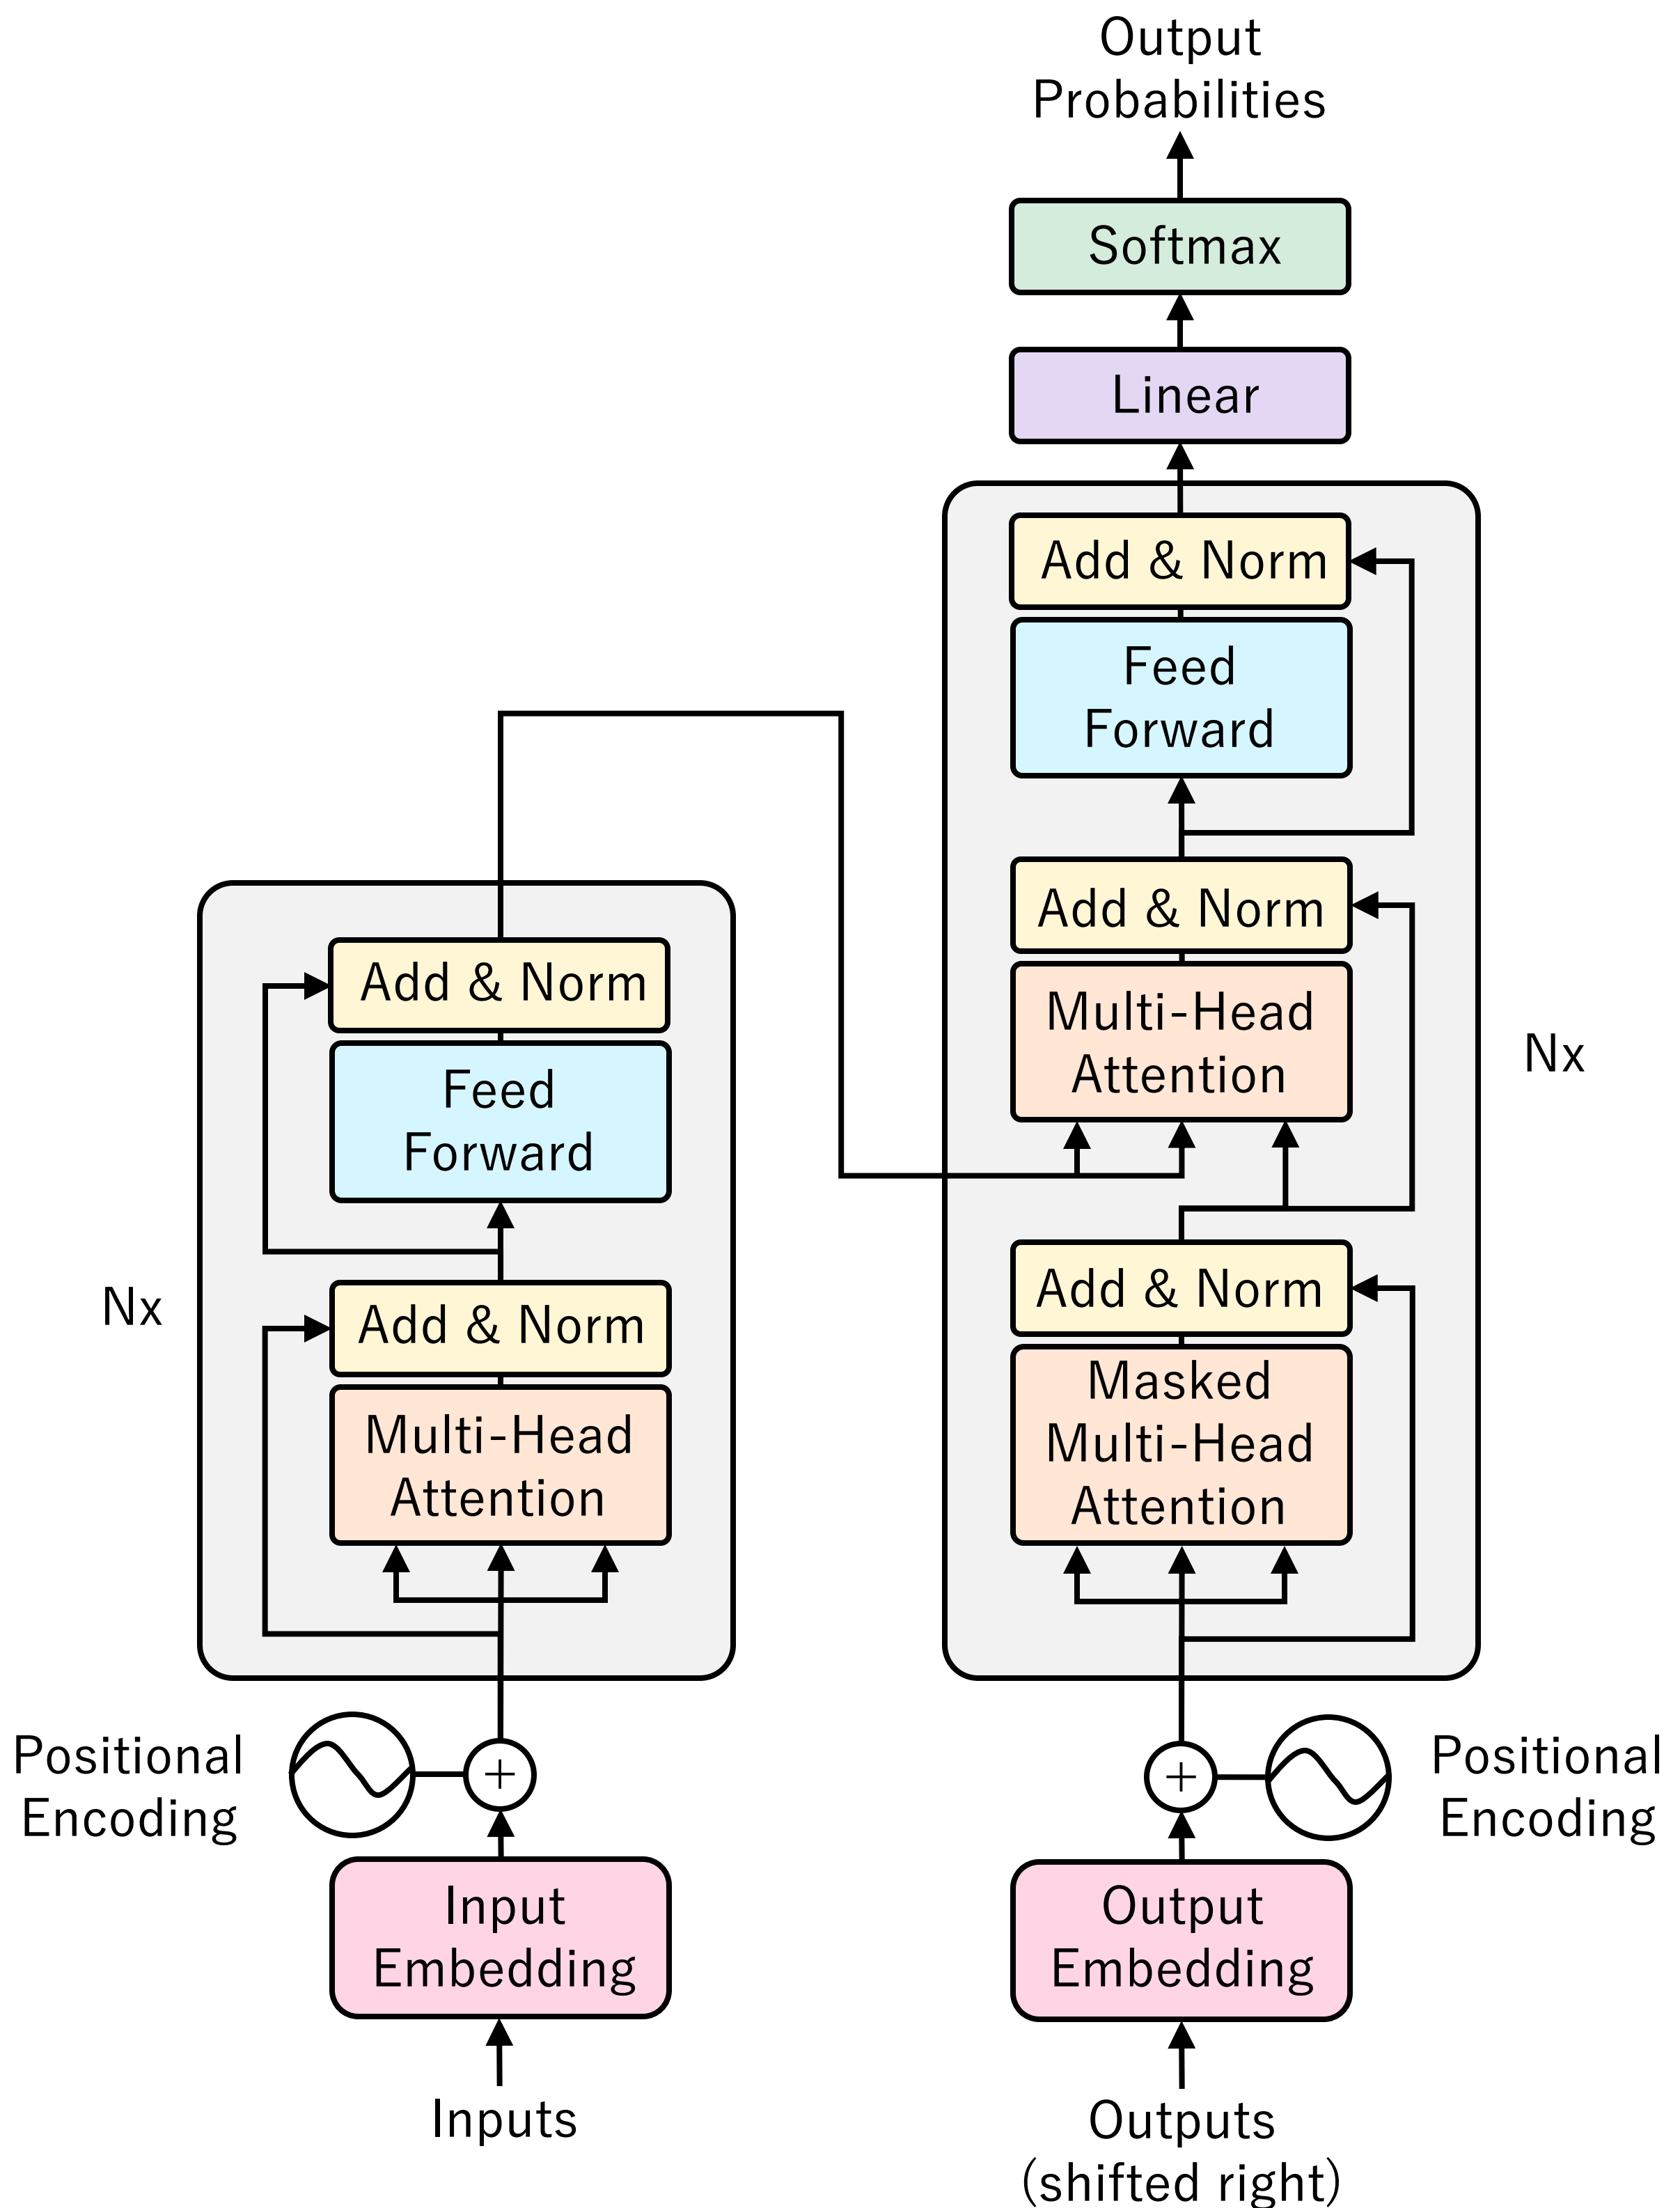 Output
Probabilities
Softmax
Linear
Add & Norm
Feed
Forward
Add & Norm
Multi-Head
Attention
Nx
Add & Norm
Masked
Multi-Head
Attention
Add & Norm
Feed
Forward
Nx
Add & Norm
Multi-Head
Attention
Positional
Encoding
+
+
Positional
Encoding
Input
Embedding
Output
Embedding
Inputs
Outputs
(shifted right)